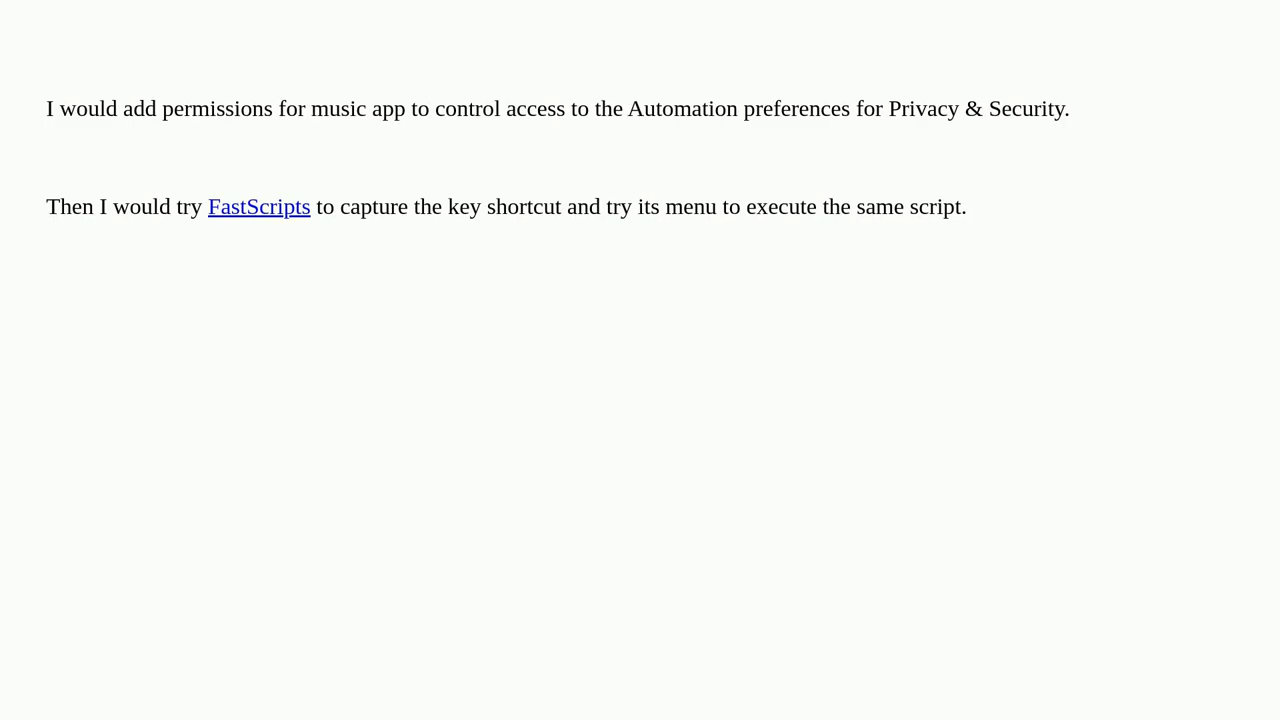 I would add permissions for music app to control access to the Automation preferences for Privacy & Security.
Then I would try FastScripts to capture the key shortcut and try its menu to execute the same script.